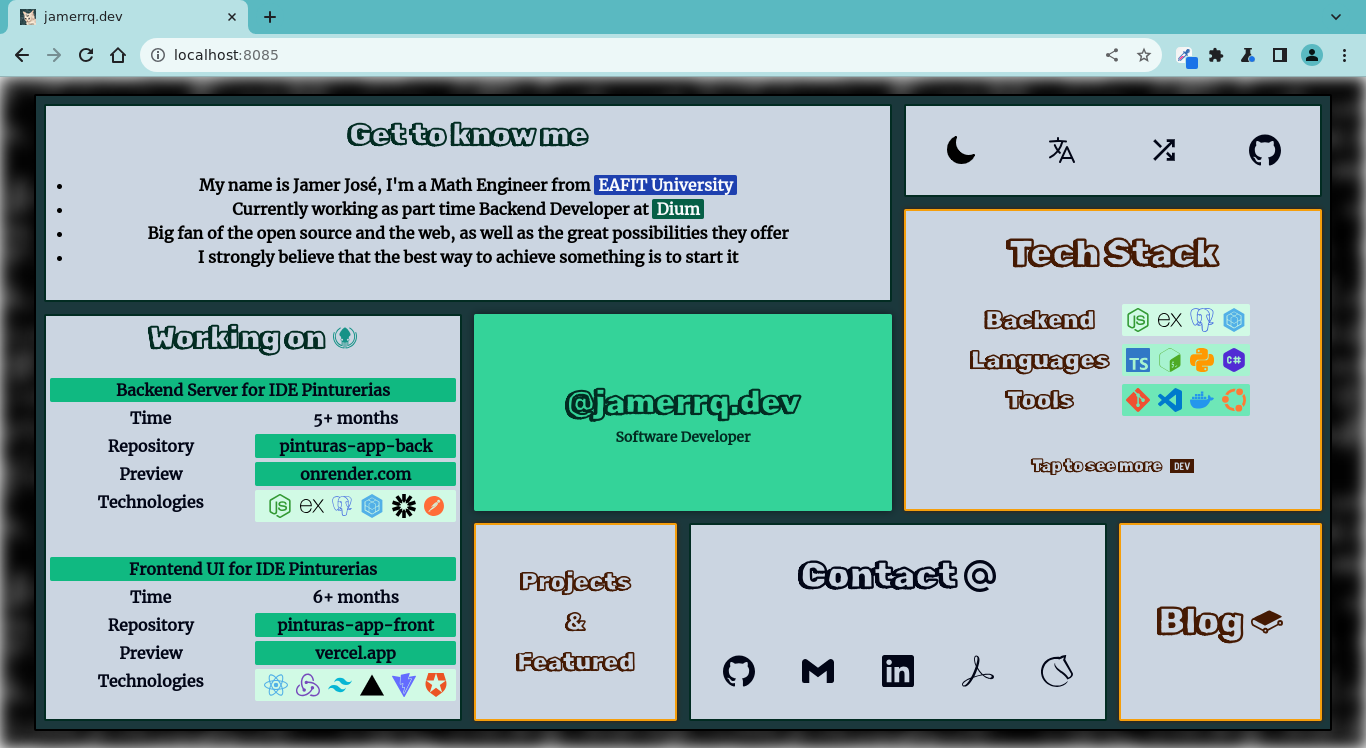 jamerrq.dev
localhost:8085
Get to know me
My name is Jamer José, I'm a Math Engineer from EAFIT University
Currently working as part time Backend Developer at Dium
Big fan of the open source and the web, as well as the great possibilities they offer
I strongly believe that the best way to achieve something is to start it
Tech Stack
Backend ex
Languages TS C#
Tools
Tap to see more DEV
Working on
Backend Server for IDE Pinturerias
Time 5+ months
Repository pinturas-app-back
Preview onrender.com
Technologies ex
Frontend UI for IDE Pinturerias
Time 6+ months
Repository pinturas-app-front
Preview vercel.app
Technologies
@jamerrq.dev
Software Developer
Projects
&
Featured
Contact @
in
Blog